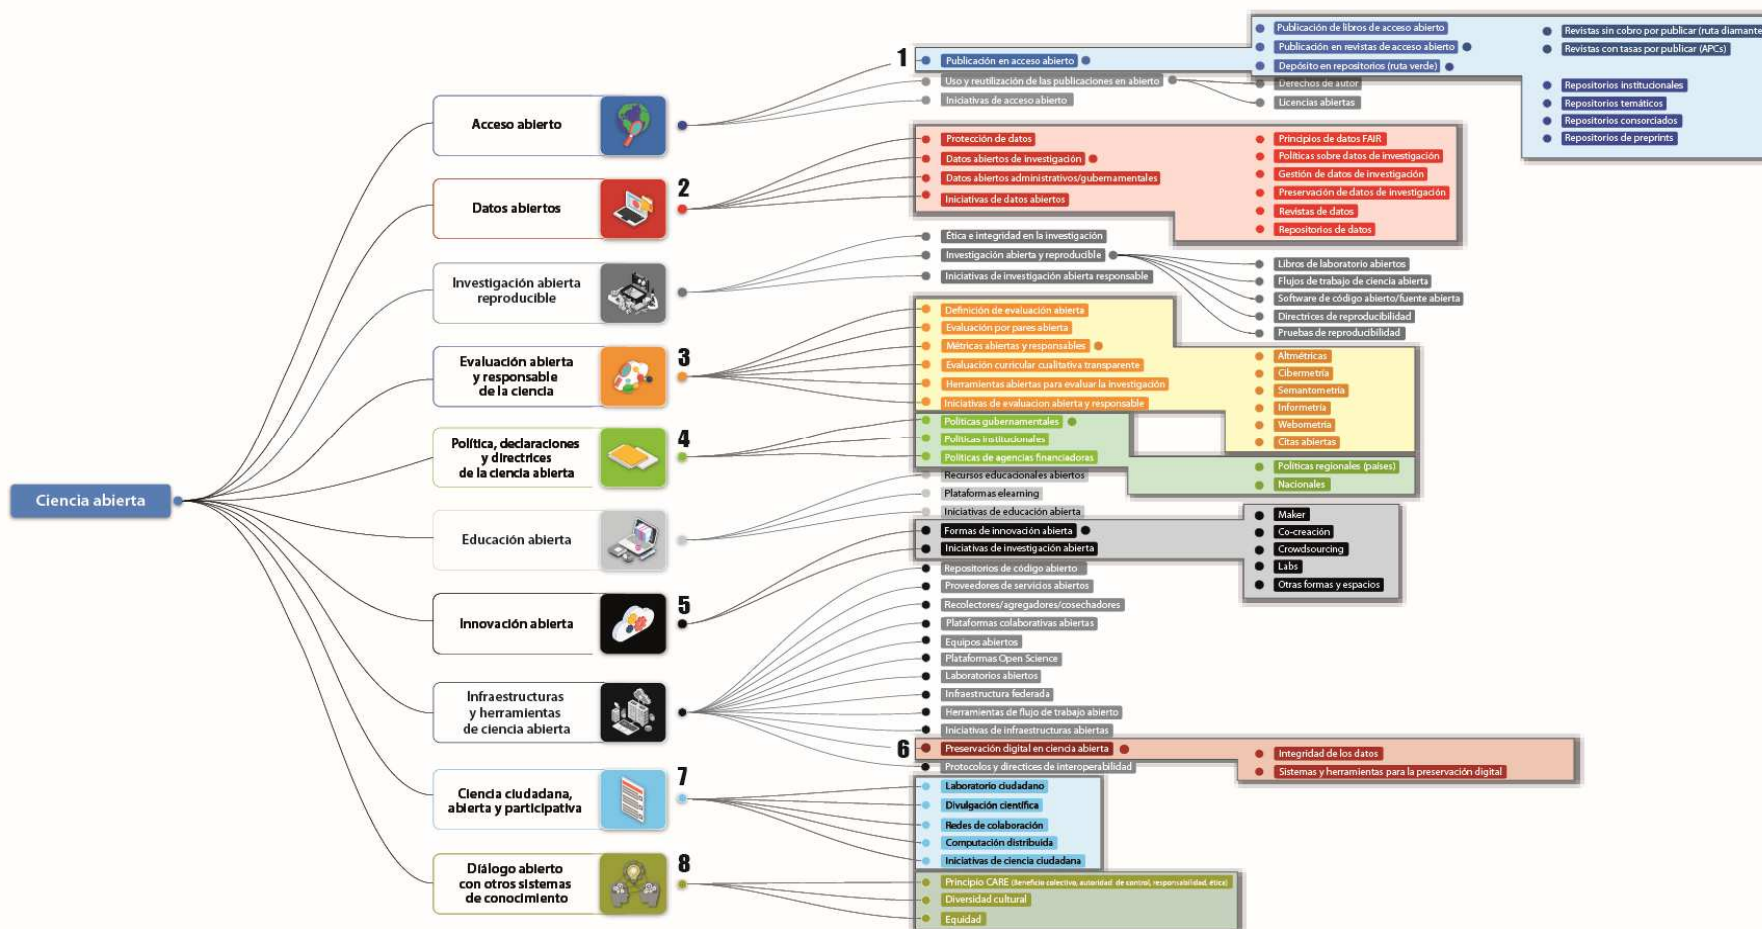 Ciencia abierta
Acceso abierto
1
Publicación en acceso abierto
Publicación de libros de acceso abierto
Publicación en revistas de acceso abierto
Revistas sin cobro por publicar (ruta diamante
Revistas con tasas por publicar (APCs)
Depósito en repositorios (ruta verde)
Repositorios institucionales
Repositorios temáticos
Repositorios consorciados
Repositorios de preprints
Uso y reutilización de las publicaciones en abierto
Derechos de autor
Licencias abiertas
Iniciativas de acceso abierto
Datos abiertos
2
Protección de datos
Datos abiertos de investigación
Datos abiertos administrativos/gubernamentales
Iniciativas de datos abiertos
Principios de datos FAIR
Políticas sobre datos de investigación
Gestión de datos de investigación
Preservación de datos de investigación
Revistas de datos
Repositorios de datos
Investigación abierta
reproducible
Ética e integridad en la investigación
Investigación abierta y reproducible
Iniciativas de investigación abierta responsable
Libros de laboratorio abiertos
Flujos de trabajo de ciencia abierta
Software de código abierto/fuente abierta
Directrices de reproducibilidad
Pruebas de reproducibilidad
Evaluación abierta
y responsable
de la ciencia
3
Definición de evaluación abierta
Evaluación por pares abierta
Métricas abiertas y responsables
Evaluación curricular cualitativa transparente
Herramientas abiertas para evaluar la investigación
Iniciativas de evaluacion abierta y responsable
Altmétricas
Cibermetría
Semantometría
Informetría
Webometría
Citas abiertas
Política, declaraciones
y directrices
de la ciencia abierta
4
Políticas gubernamentales
Políticas institucionales
Políticas de agencias financiadoras
Políticas regionales (países)
Nacionales
Educación abierta
Recursos educacionales abiertos
Plataformas elearning
Iniciativas de educación abierta
Innovación abierta
5
Formas de innovación abierta
Iniciativas de investigación abierta
Maker
Co-creación
Crowdsourcing
Labs
Otras formas y espacios
Infraestructuras
y herramientas
de ciencia abierta
Repositorios de código abierto
Proveedores de servicios abiertos
Recolectores/agregadores/cosechadores
Plataformas colaborativas abiertas
Equipos abiertos
Plataformas Open Science
Laboratorios abiertos
Infraestructura federada
Herramientas de flujo de trabajo abierto
Iniciativas de infraestructuras abiertas
6
Preservación digital en ciencia abierta
Integridad de los datos
Sistemas y herramientas para la preservación digital
Protocolos y directices de interoperabilidad
Ciencia ciudadana,
abierta y participativa
7
Laboratorio ciudadano
Divulgación científica
Redes de colaboración
Computación distribuida
Iniciativas de ciencia ciudadana
Díálogo abierto
con otros sistemas
de conocimiento
8
Principio CARE (Beneficio colectivo, autoridad de control, responsabilidad, ética)
Diversidad cultural
Equidad